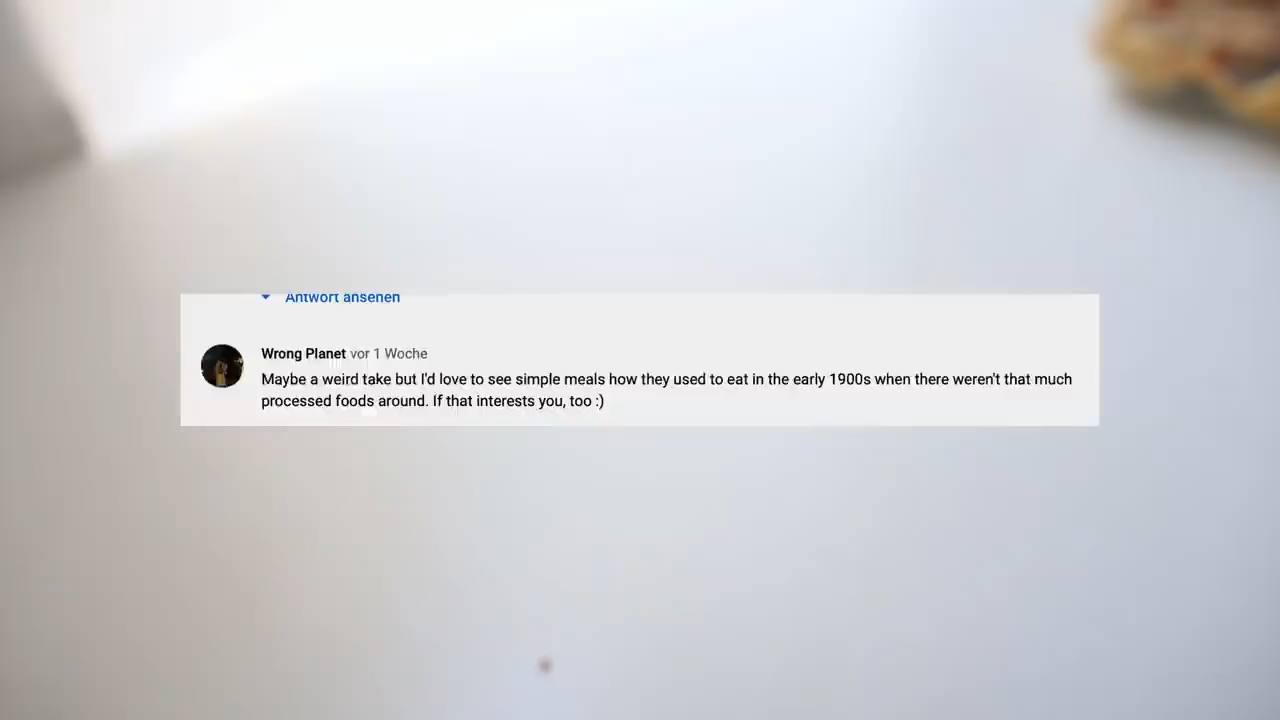 Antwort ansehen
Wrong Planet vor 1 Woche
Maybe a weird take but I'd love to see simple meals how they used to eat in the early 1900s when there weren't that much
processed foods around. If that interests you, too :)